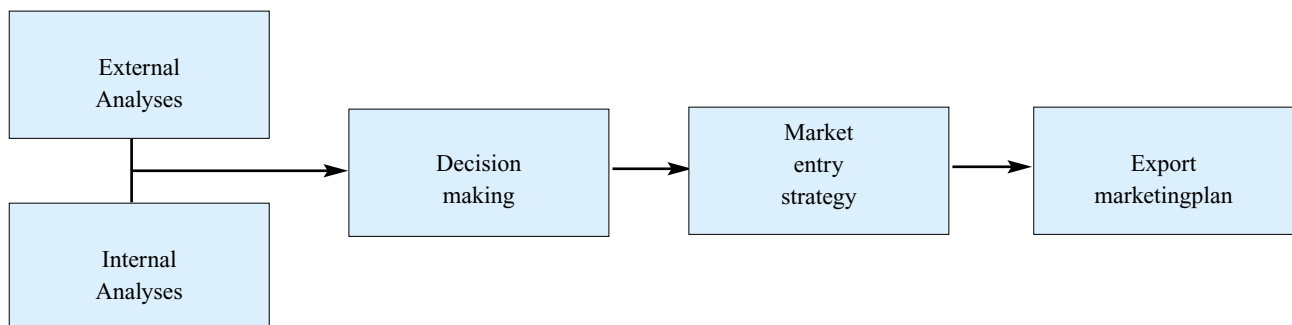 External
Analyses
Internal
Analyses
Decision
making
Market
entry
strategy
Export
marketingplan